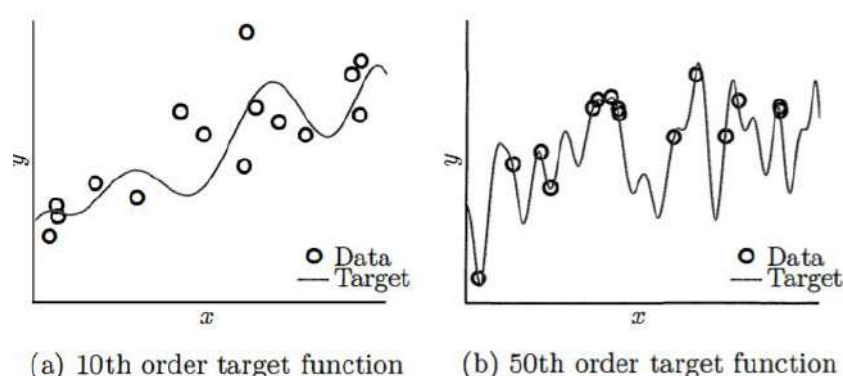 y
Data
Target
x
(a) 10th order target function
y
Data
Target
x
(b) 50th order target function